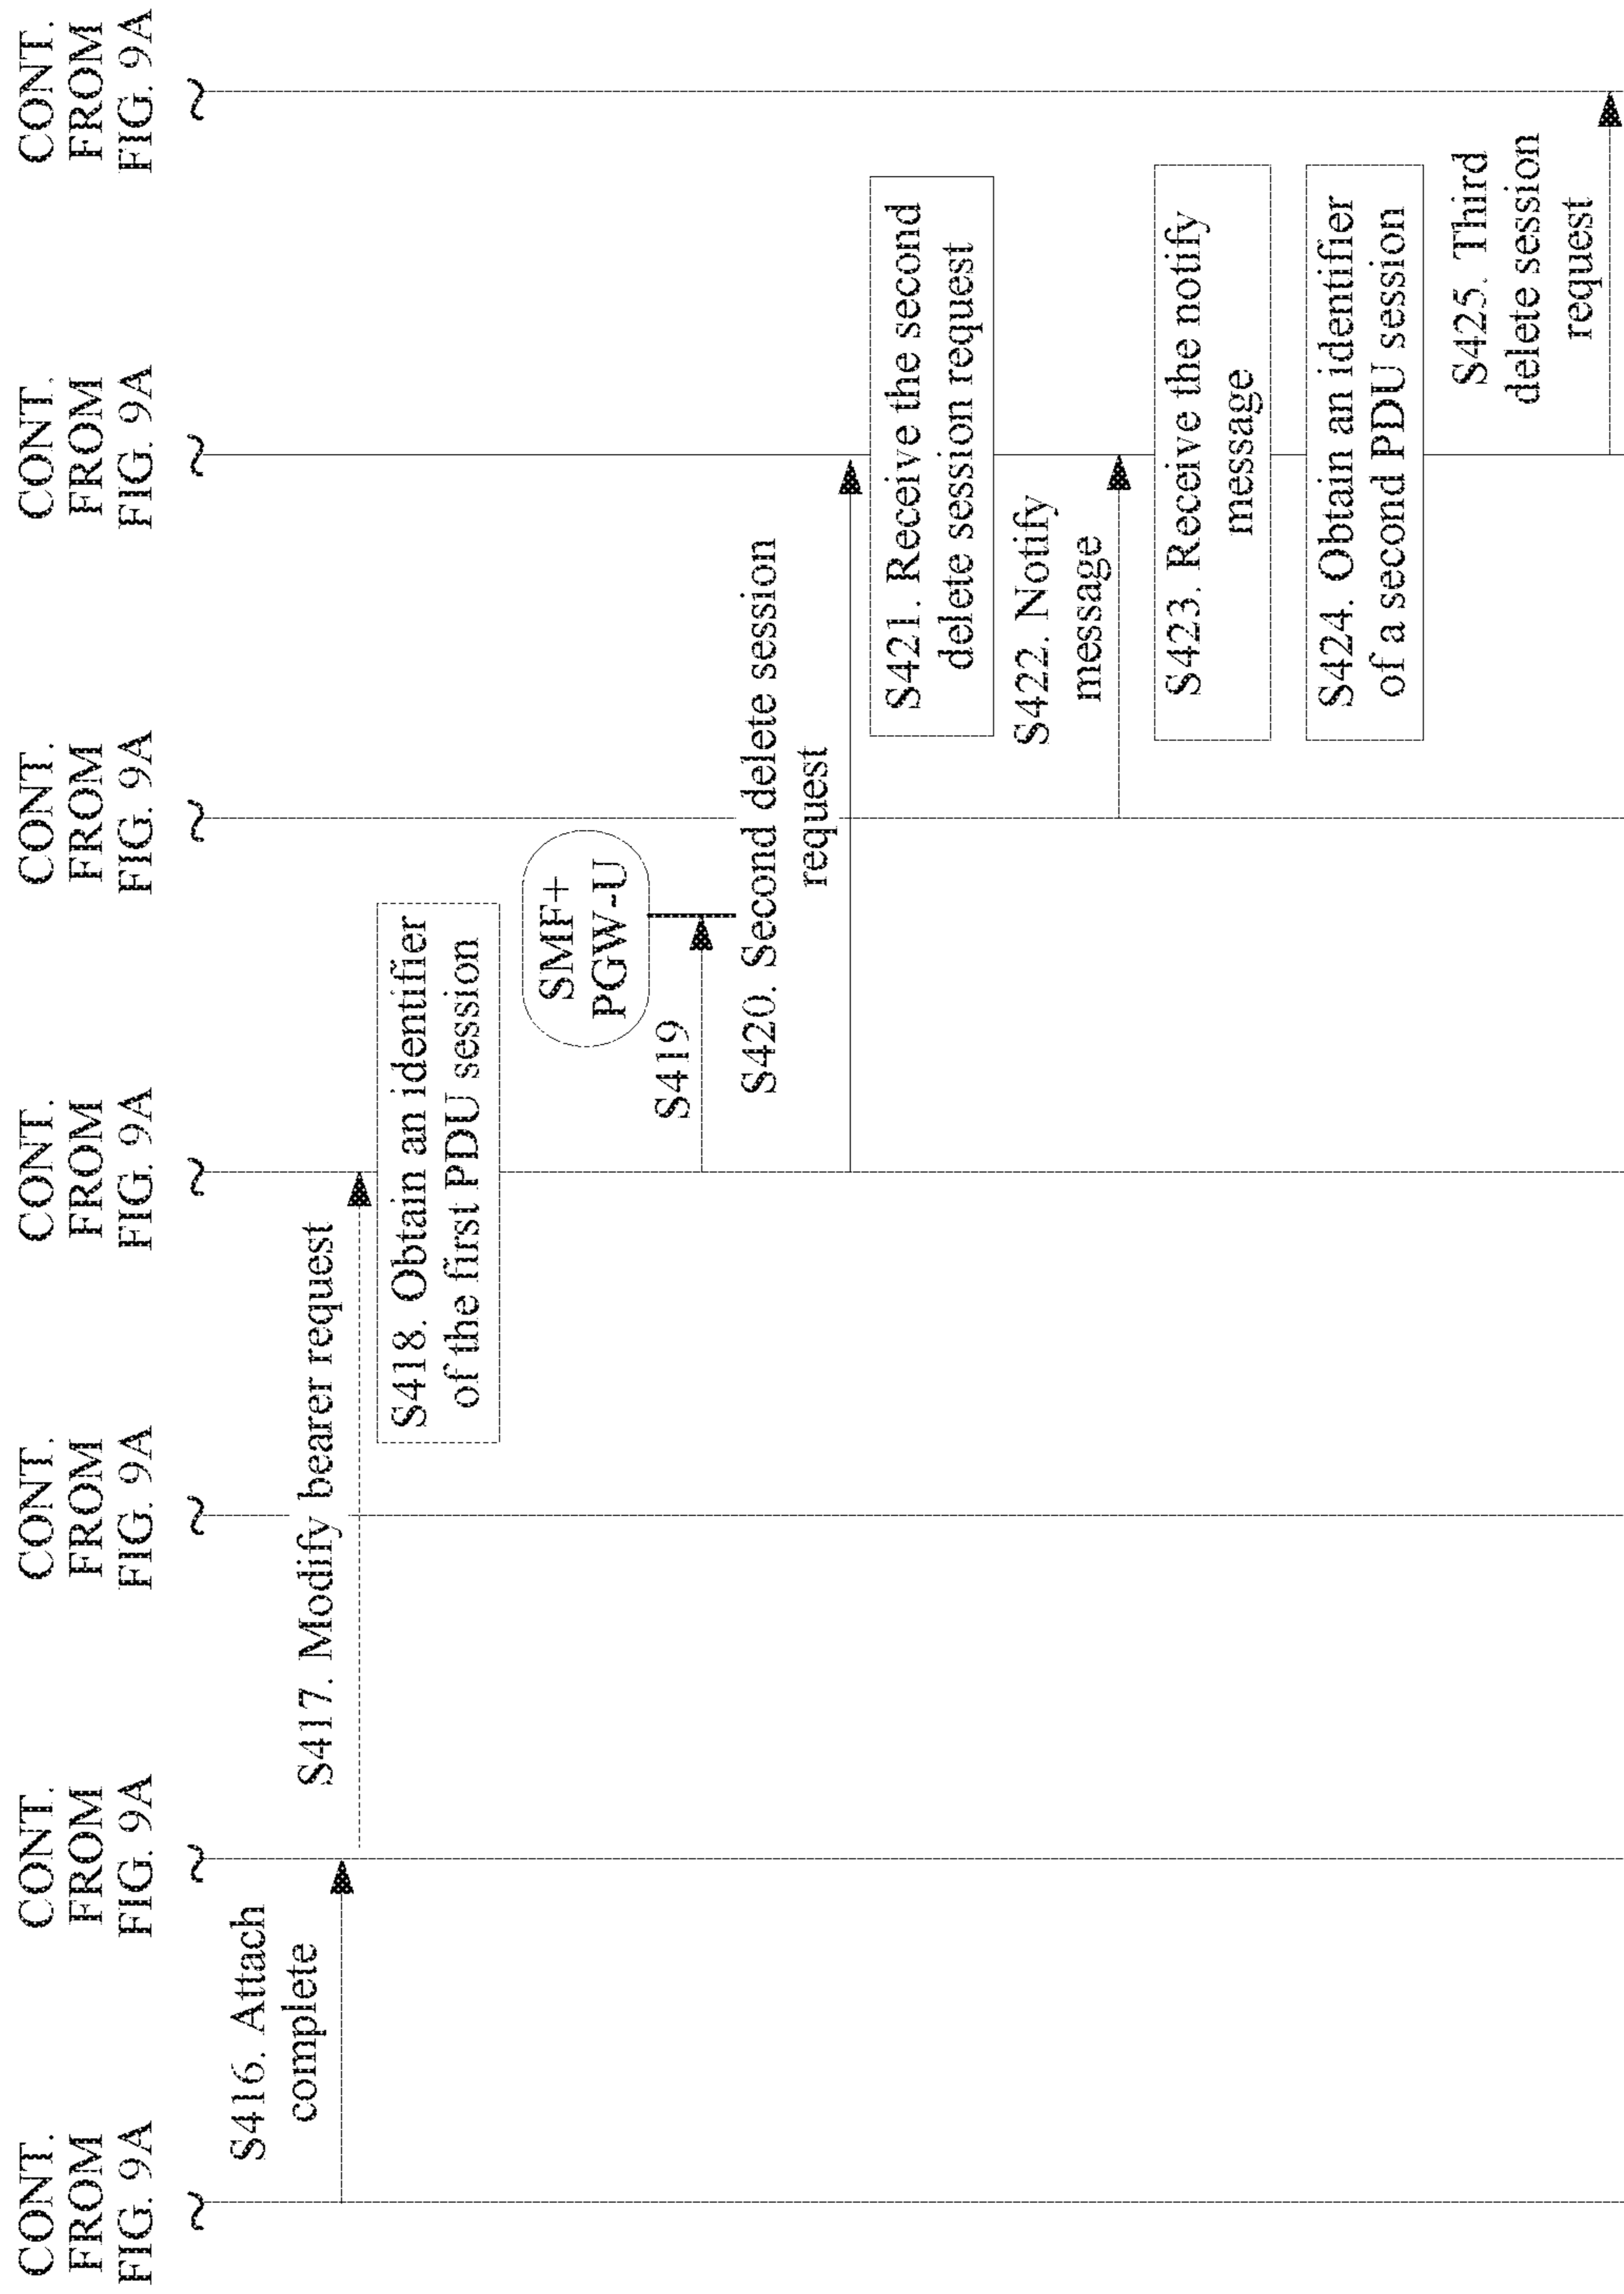 CONT.
FROM
FIG. 9A
CONT.
FROM
FIG. 9A
CONT.
FROM
FIG. 9A
CONT.
FROM
FIG. 9A
CONT.
FROM
FIG. 9A
CONT.
FROM
FIG. 9A
CONT.
FROM
FIG. 9A
S416. Attach
complete
S417. Modify bearer request
S418. Obtain an identifier
of the first PDU session
SMF+
PGW-U
S419
S420. Second delete session
request
S421. Receive the second
delete session request
S422. Notify
message
S423. Receive the notify
message
S424. Obtain an identifier
of a second PDU session
S425. Third
delete session
request